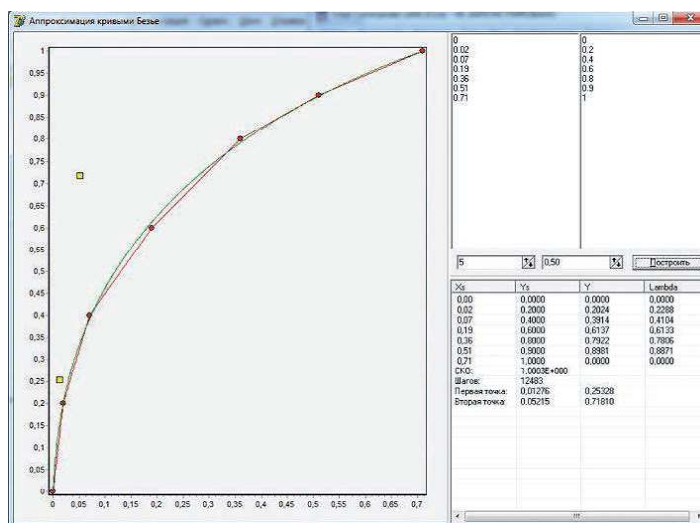 Аппроксимация кривыми Безье
1
0,95
0,9
0,85
0,8
0,75
0,7
0,65
0,6
0,55
0,5
0,45
0,4
0,35
0,3
0,25
0,2
0,15
0,1
0,05
0
0 0,05 0,1 0,15 0,2 0,25 0,3 0,35 0,4 0,45 0,5 0,55 0,6 0,65 0,7
0 0
0.02 0.2
0.07 0.4
0.19 0.6
0.36 0.8
0.51 0.9
0.71 1
5 0,50 Построить
Xs Ys Y Lambda
0,00 0,0000 0,0000 0,0000
0,02 0,2000 0,2024 0,2288
0,07 0,4000 0,3914 0,4104
0,19 0,6000 0,6137 0,6133
0,36 0,8000 0,7922 0,7806
0,51 0,9000 0,8981 0,8871
0,71 1,0000 0,0000 0,0000
СКО: 1,0003E+000
Шагов: 12483
Первая точка: 0,01276 0,25328
Вторая точка: 0,05215 0,71810